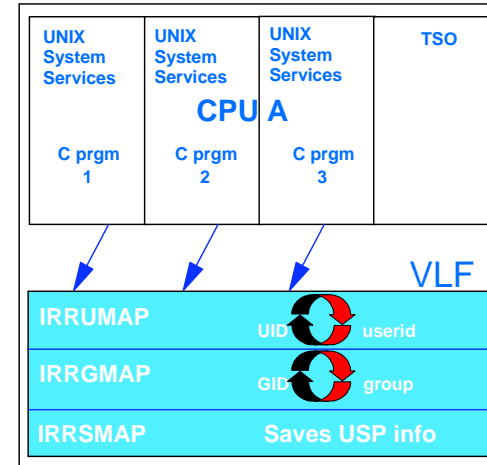 UNIX
System
Services
UNIX
System
Services
UNIX
System
Services
TSO
CPU A
C prgm
1
C prgm
2
C prgm
3
VLF
IRRUMAP
UID
userid
IRRGMAP
GID
group
IRRSMAP
Saves USP info